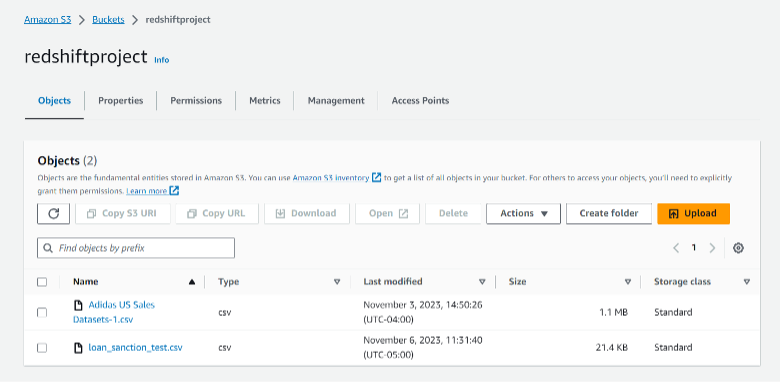 Amazon S3 > Buckets > redshiftproject
redshiftproject Info
Objects Properties Permissions Metrics Management Access Points
Objects (2)
Objects are the fundamental entities stored in Amazon S3. You can use Amazon S3 inventory to get a list of all objects in your bucket. For others to access your objects, you'll need to explicitly
grant them permissions. Learn more
Copy S3 URI Copy URL Download Open Delete Actions Create folder Upload
Find objects by prefix 1
Name Type Last modified Size Storage class
Adidas US Sales
Datasets-1.csv csv November 3, 2023, 14:50:26
(UTC-04:00) 1.1 MB Standard
loan_sanction_test.csv csv November 6, 2023, 11:31:40
(UTC-05:00) 21.4 KB Standard